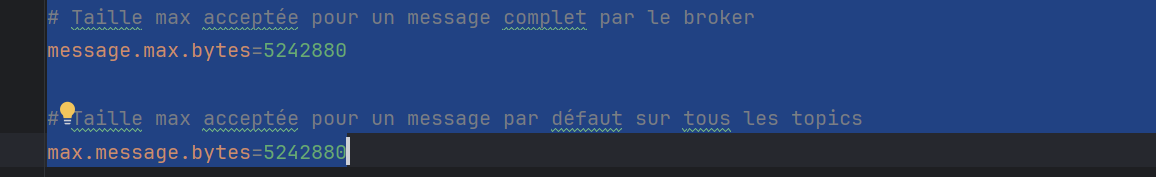 # Taille max acceptée pour un message complet par le broker
message.max.bytes=5242880
# Taille max acceptée pour un message par défaut sur tous les topics
max.message.bytes=5242880